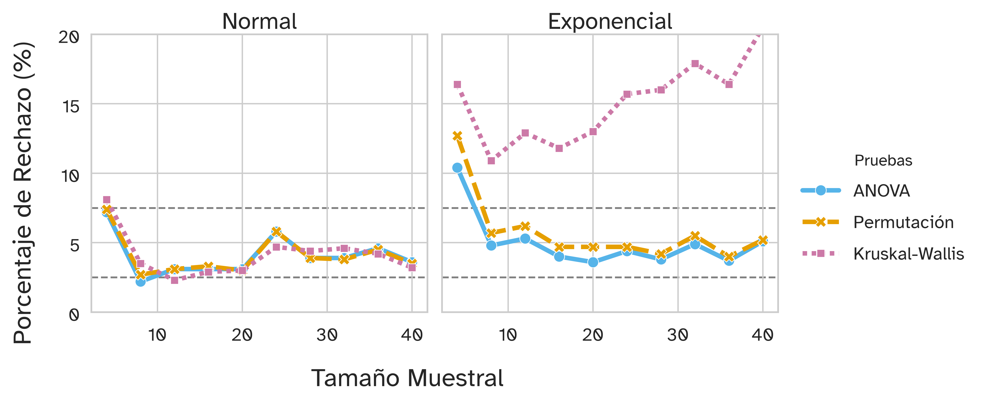 Normal
Exponencial
Porcentaje de Rechazo (%)
20
15
10
5
0
10 20 30 40
10 20 30 40
Tamaño Muestral
Pruebas
ANOVA
Permutación
Kruskal-Wallis